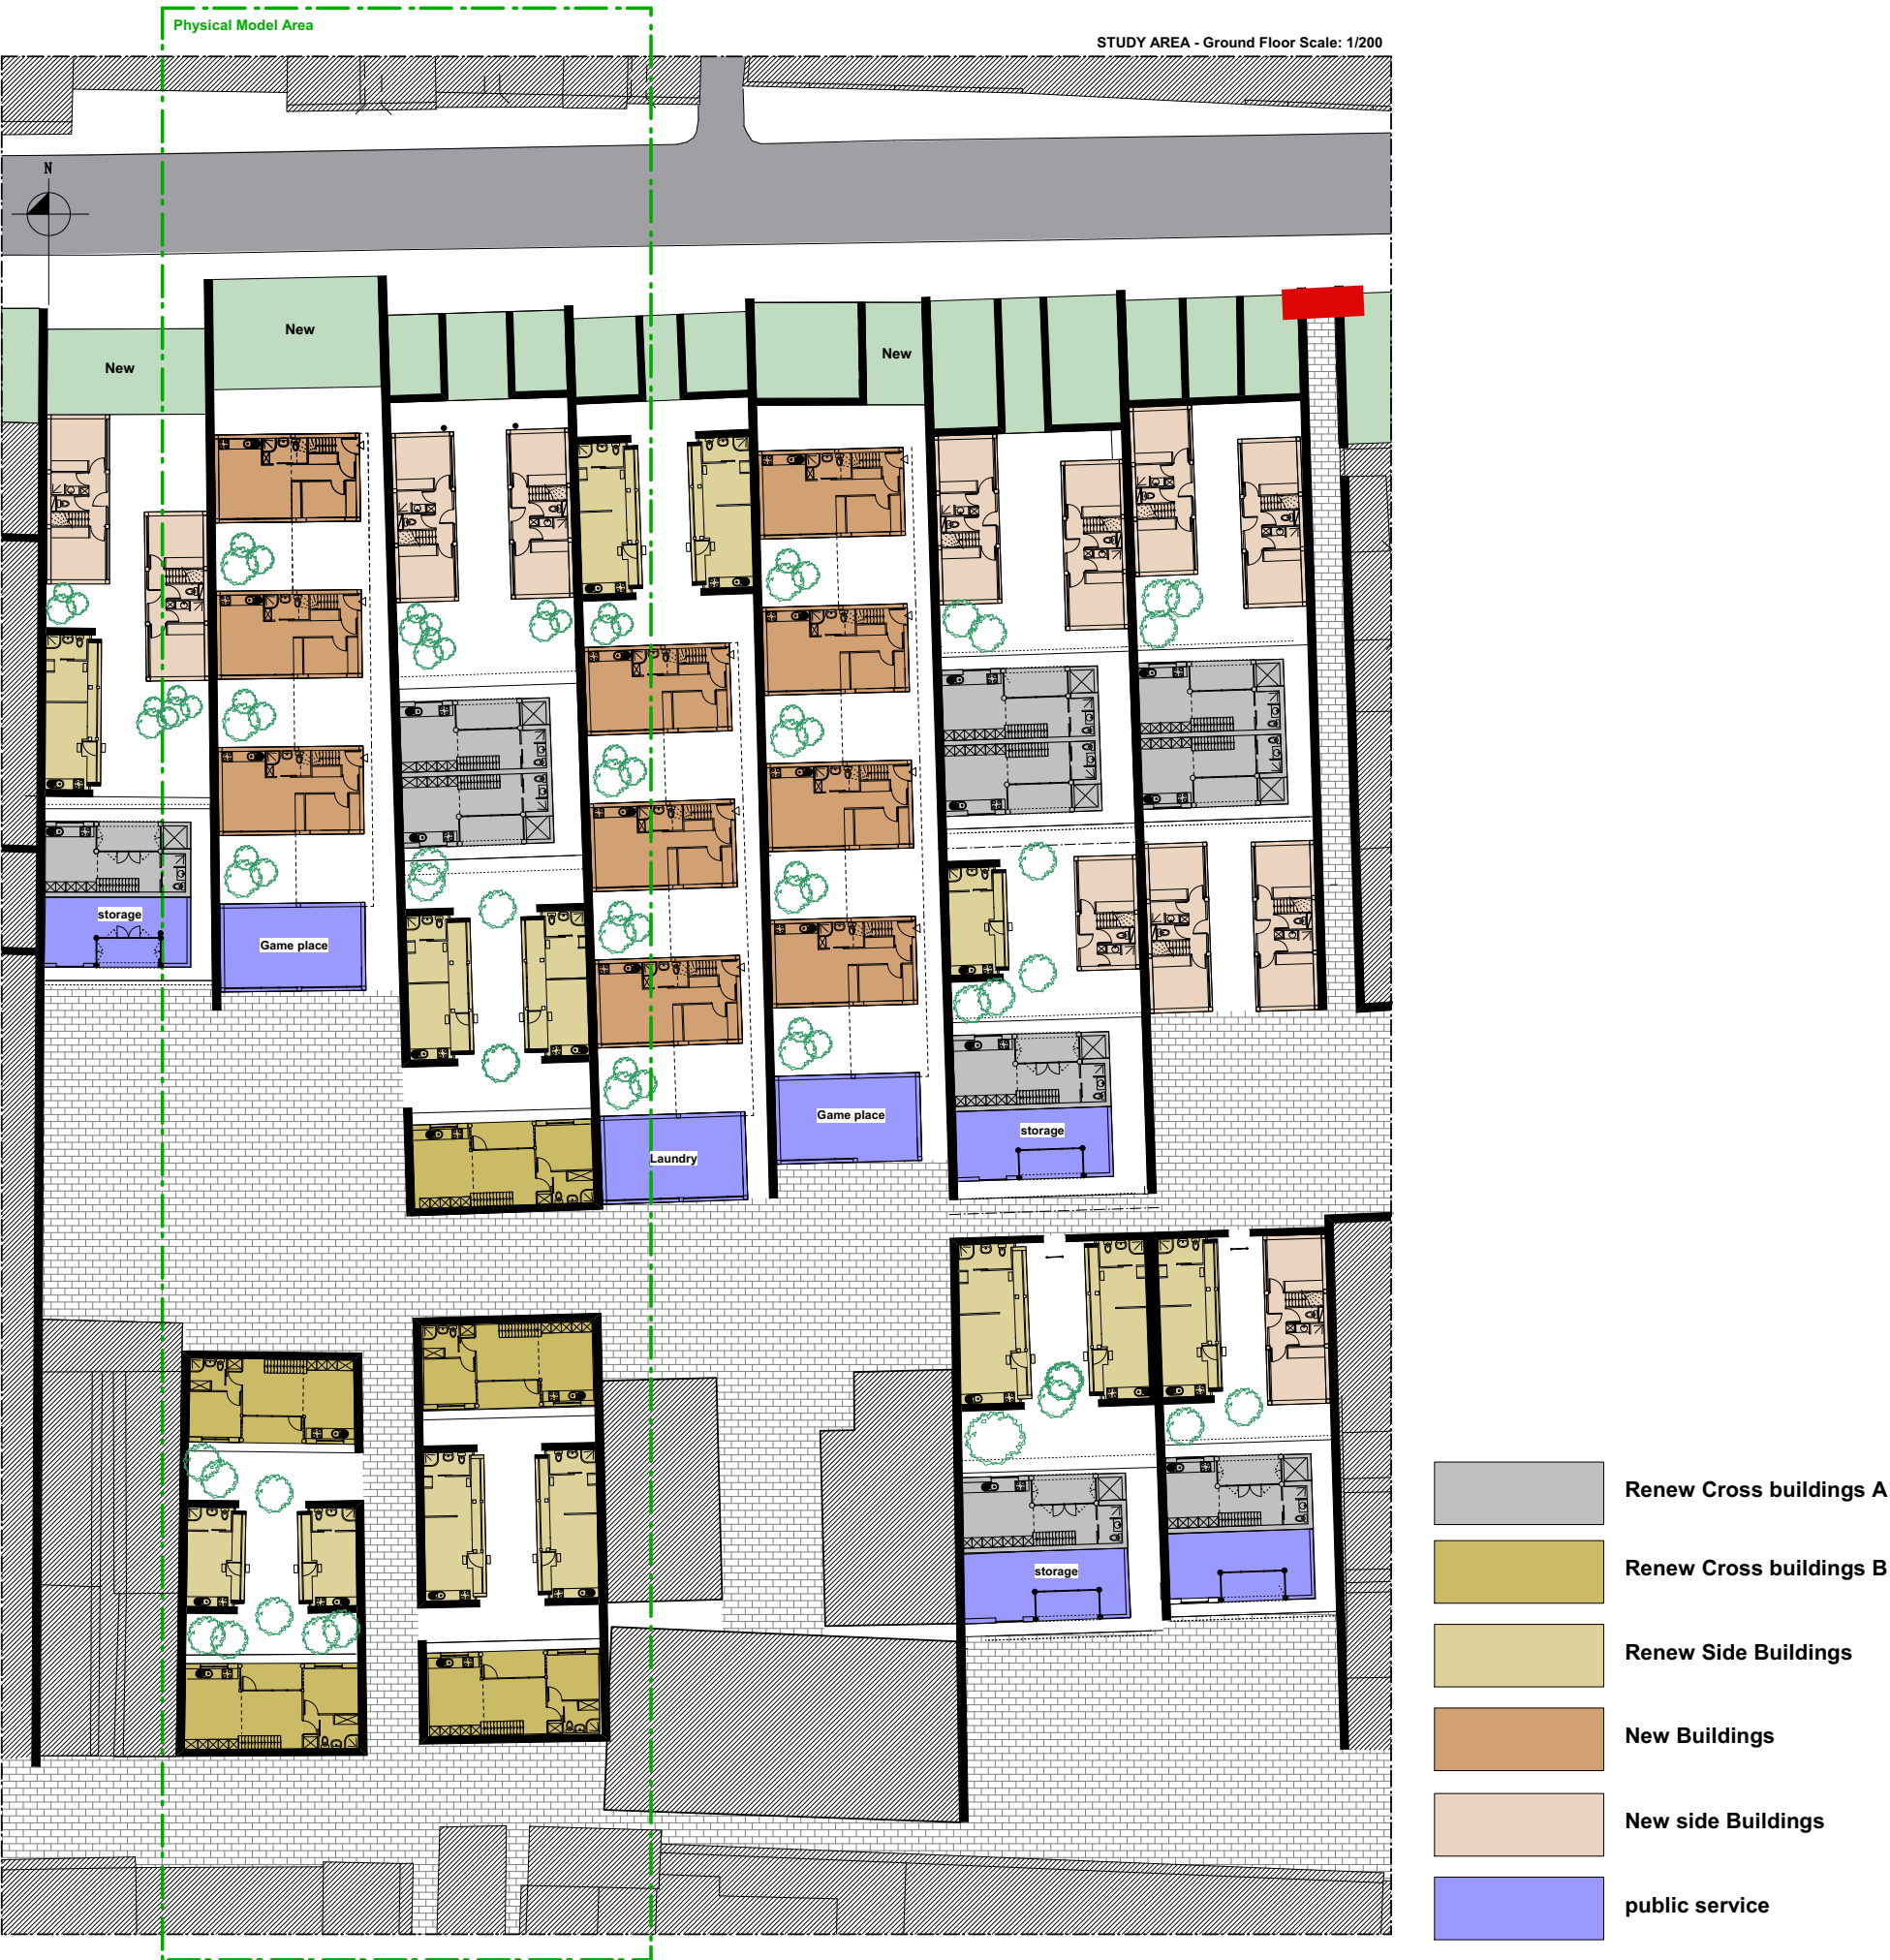 Physical Model Area
STUDY AREA - Ground Floor Scale: 1/200
N
New
New
New
storage
Game place
Game place
storage
Laundry
storage
Renew Cross buildings A
Renew Cross buildings B
Renew Side Buildings
New Buildings
New side Buildings
public service